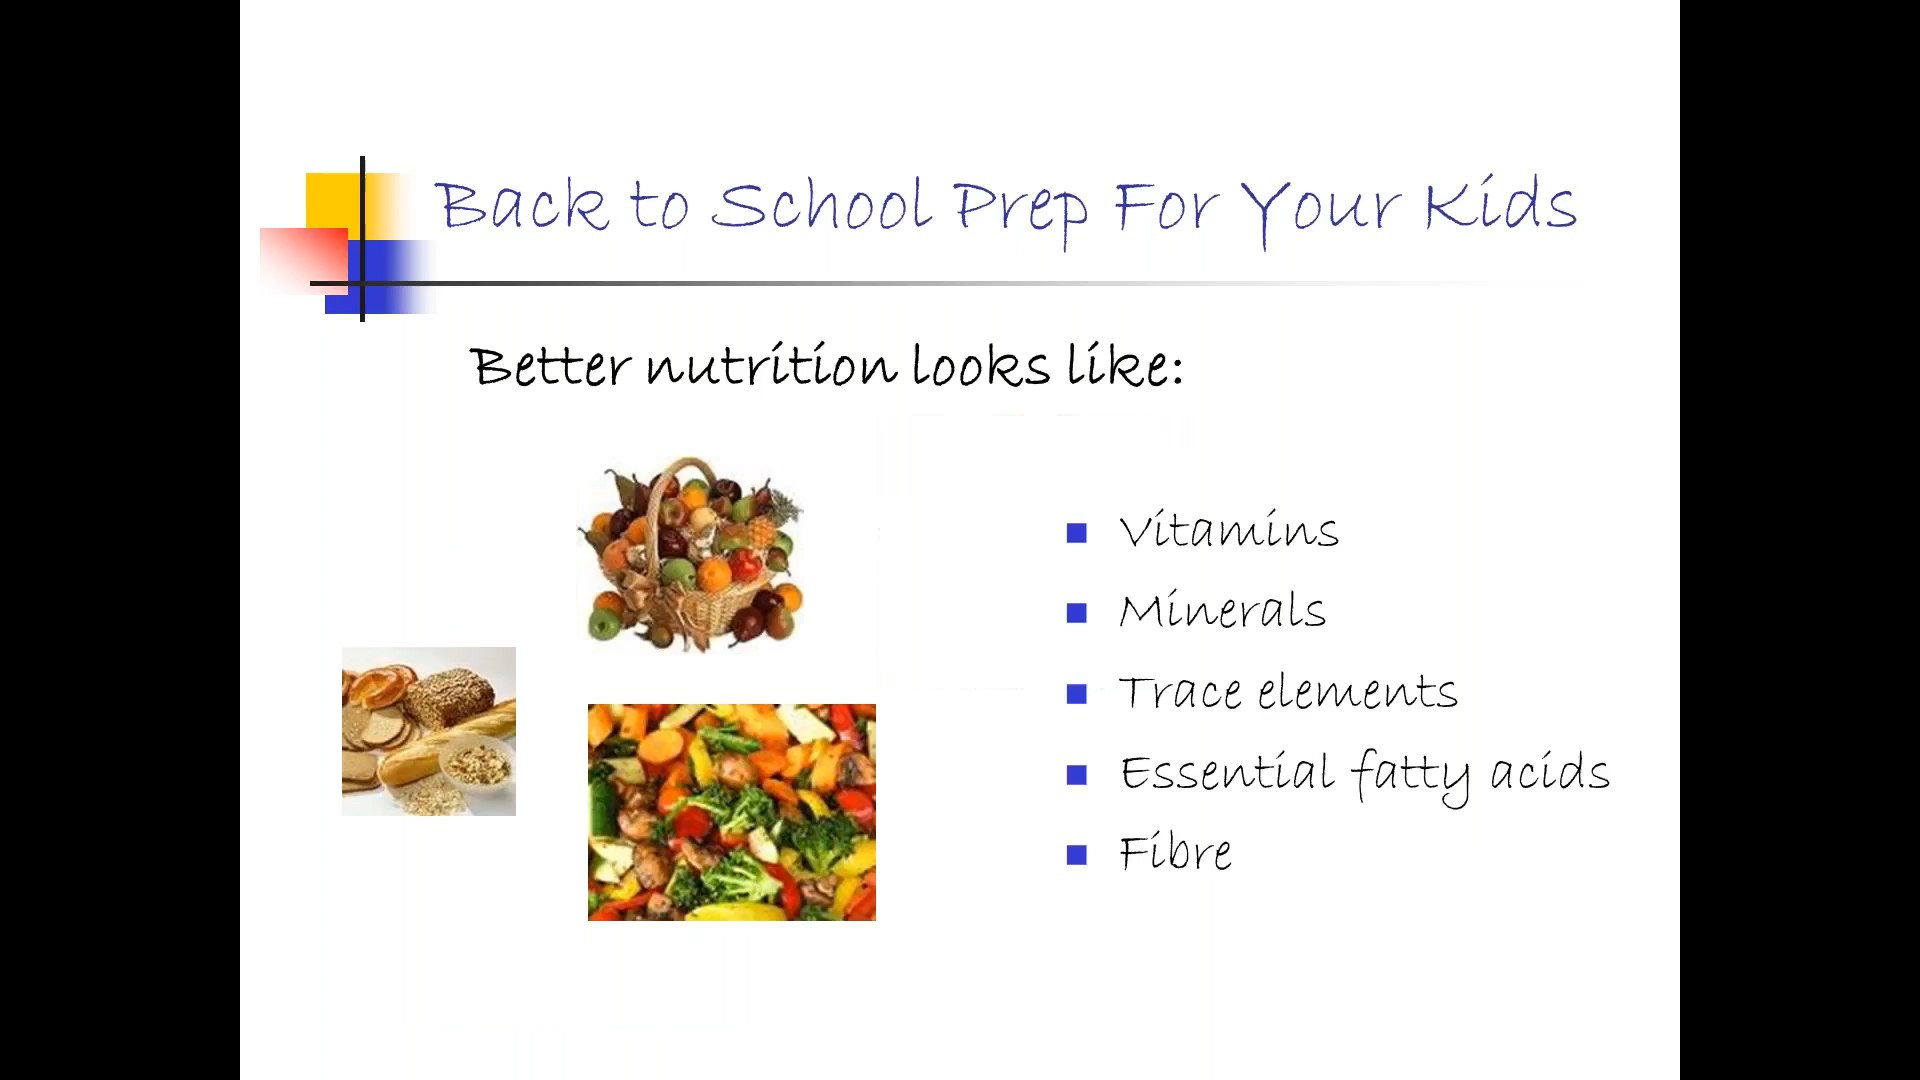 Back to School Prep For Your Kids
Better nutrition looks like:
Vitamins
Minerals
Trace elements
Essential fatty acids
Fibre